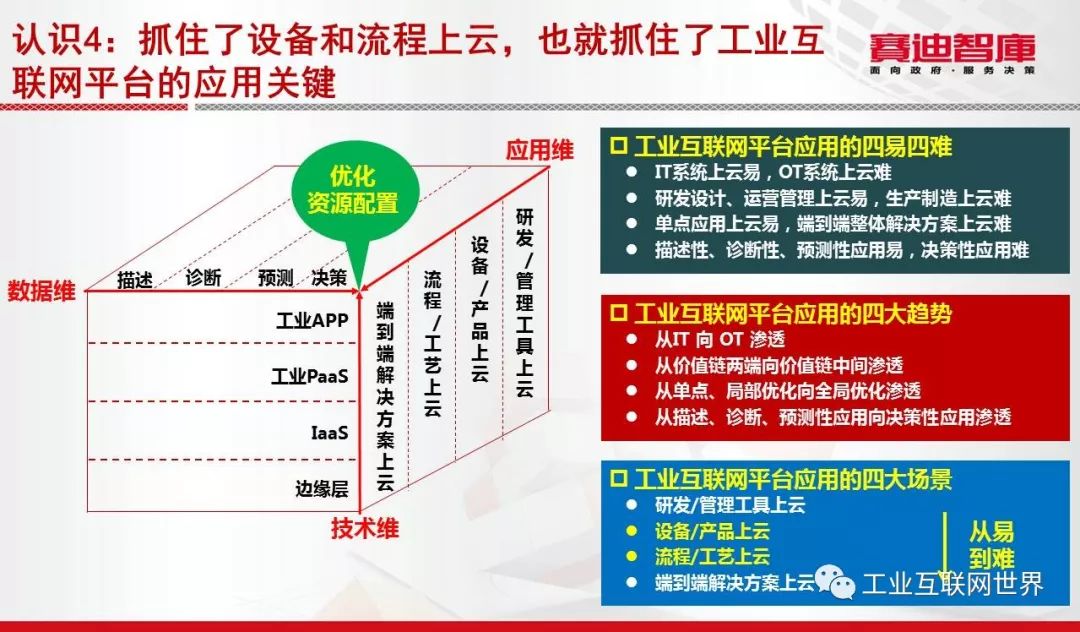 认识4：抓住了设备和流程上云，也就抓住了工业互
联网平台的应用关键
赛迪智庫
面向政府·服务决策
应用维
优化
资源配置
数据维
描述
诊断
预测
决策
工业APP
工业PaaS
IaaS
边缘层
技术维
端到端解决方案上云
流程/工艺上云
设备/产品上云
研发/管理工具上云
工业互联网平台应用的四易四难
IT系统上云易，OT系统上云难
研发设计、运营管理上云易，生产制造上云难
单点应用上云易，端到端整体解决方案上云难
描述性、诊断性、预测性应用易，决策性应用难
工业互联网平台应用的四大趋势
从IT 向 OT 渗透
从价值链两端向价值链中间渗透
从单点、局部优化向全局优化渗透
从描述、诊断、预测性应用向决策性应用渗透
工业互联网平台应用的四大场景
研发/管理工具上云
设备/产品上云
流程/工艺上云
端到端解决方案上云
从易
到难
工业互联网世界